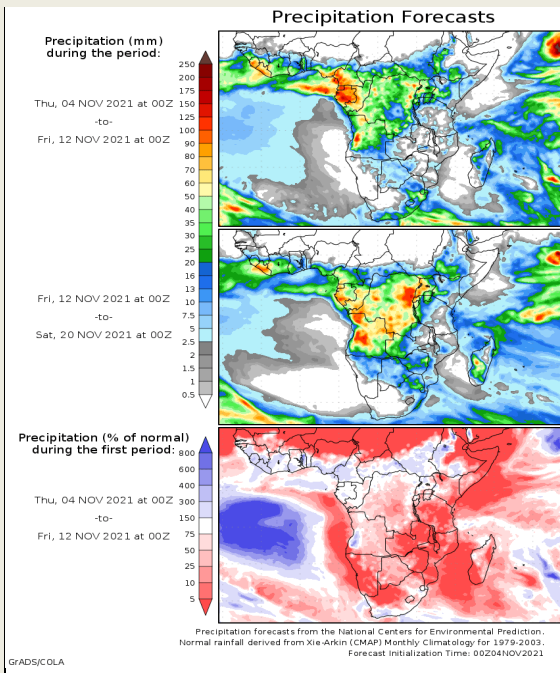 Precipitation Forecasts
Precipitation (mm)
during the period:
Thu, 04 NOV 2021 at 00Z
-to-
Fri, 12 NOV 2021 at 00Z
250
200
175
150
125
100
90
80
70
60
50
40
35
30
25
20
16
13
10
7.5
5
2.5
2
1.5
1
0.5
Fri, 12 NOV 2021 at 00Z
-to-
Sat, 20 NOV 2021 at 00Z
Precipitation (% of normal)
during the first period:
Thu, 04 NOV 2021 at 00Z
-to-
Fri, 12 NOV 2021 at 00Z
800
600
400
300
150
75
50
25
10
5
Precipitation forecasts from the National Centers for Environmental Prediction.
Normal rainfall derived from Xie-Arkin (CMAP) Monthly Climatology for 1979-2003.
Forecast Initialization Time: 00Z04NOV2021
GrADS/COLA